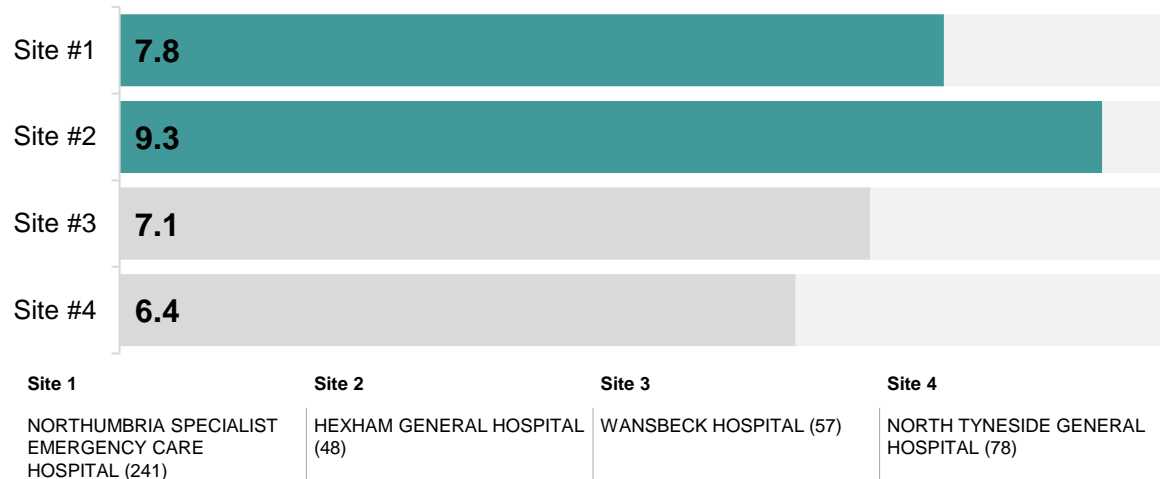 Site #1 7.8
Site #2 9.3
Site #3 7.1
Site #4 6.4
Site 1 Site 2 Site 3 Site 4
NORTHUMBRIA SPECIALIST
EMERGENCY CARE
HOSPITAL (241)
HEXHAM GENERAL HOSPITAL
(48)
WANSBECK HOSPITAL (57)
NORTH TYNESIDE GENERAL
HOSPITAL (78)